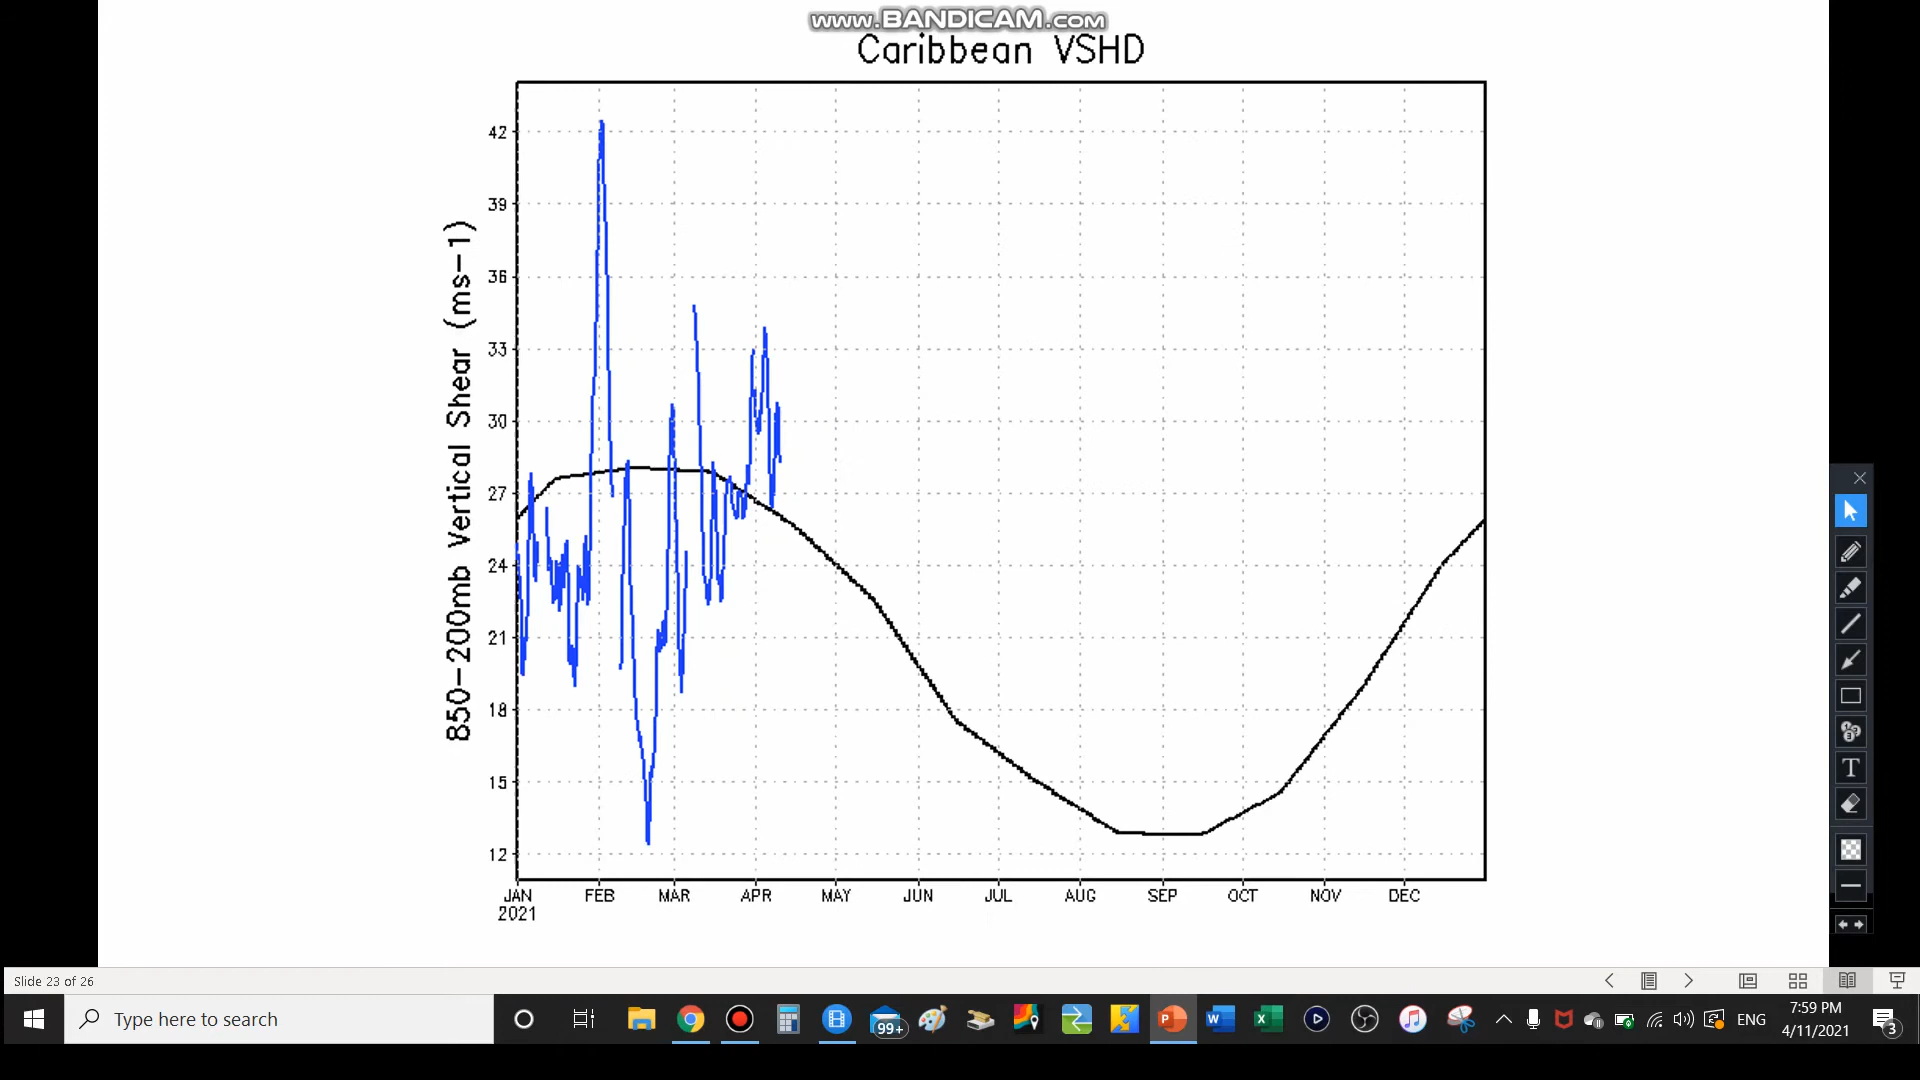 www.BANDICAM.com
Caribbean VSHD
850-200mb Vertical Shear (ms-1)
42
39
36
33
30
27
24
21
18
15
12
JAN FEB MAR APR MAY JUN JUL AUG SEP OCT NOV DEC
2021
T
Slide 23 of 26
Type here to search
99+
P
W
X
ENG
7:59 PM
4/11/2021
3